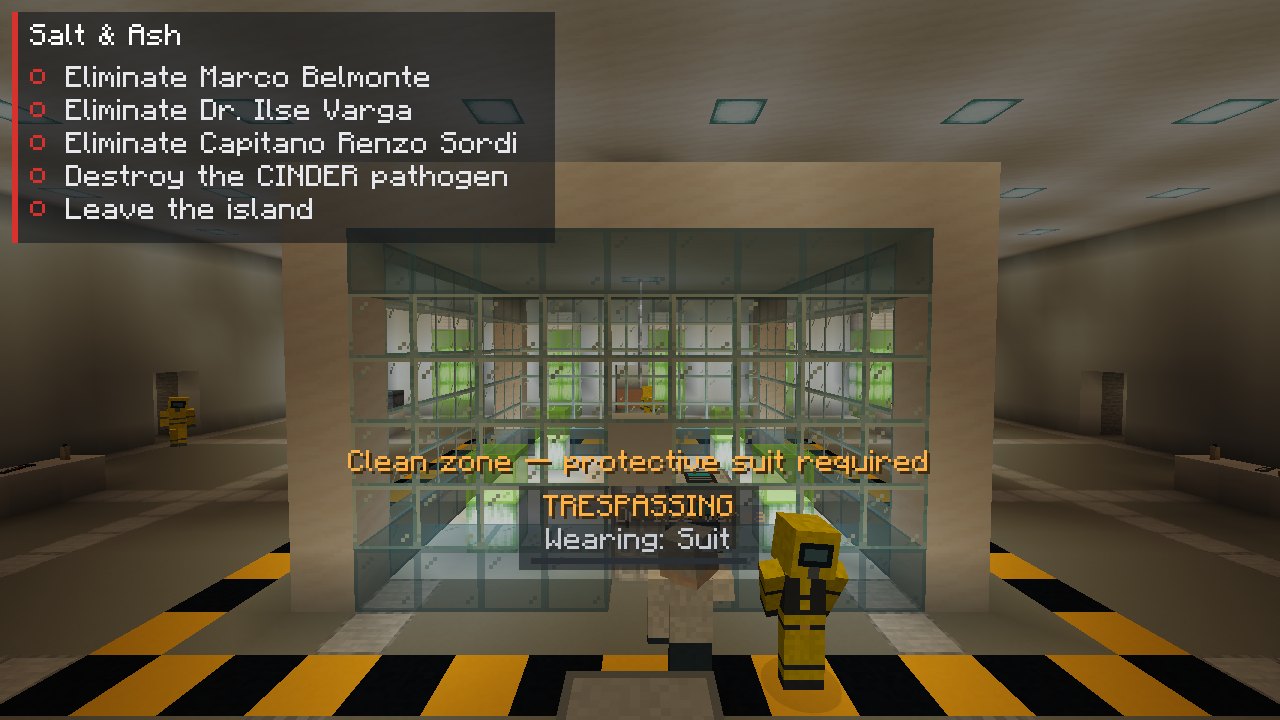 Salt & Ash
Eliminate Marco Belmonte
Eliminate Dr. Ilse Varga
Eliminate Capitano Renzo Sordi
Destroy the CINDER pathogen
Leave the island
Clean zone — protective suit required
TRESPASSING
Wearing: Suit